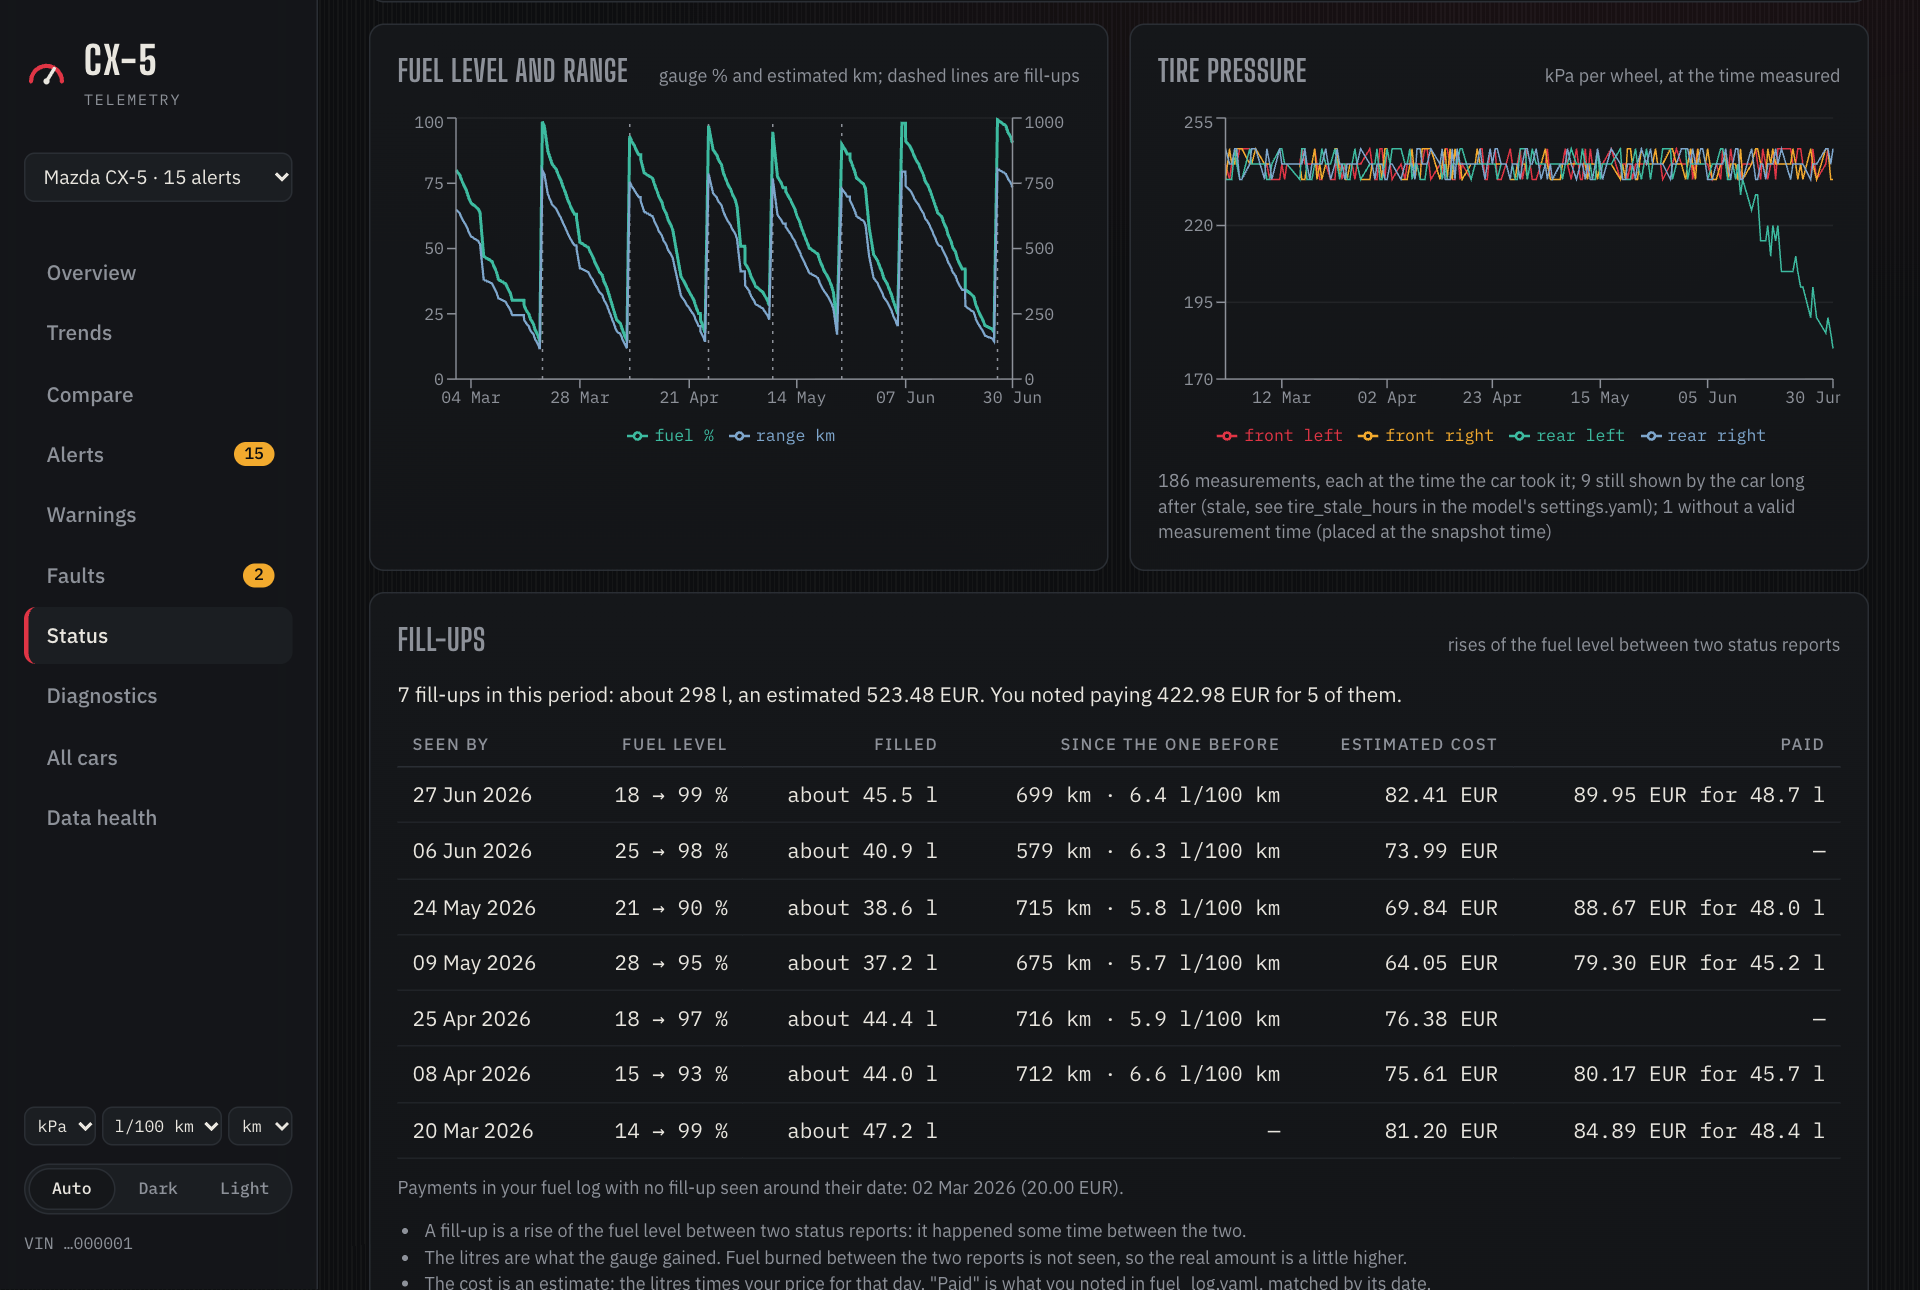 CX-5
TELEMETRY
Mazda CX-5 · 15 alerts
Overview
Trends
Compare
Alerts 15
Warnings
Faults 2
Status
Diagnostics
All cars
Data health
kPa l/100 km km
Auto Dark Light
VIN …000001
FUEL LEVEL AND RANGE gauge % and estimated km; dashed lines are fill-ups
100 1000
75 750
50 500
25 250
0 0
04 Mar 28 Mar 21 Apr 14 May 07 Jun 30 Jun
fuel % range km
TIRE PRESSURE kPa per wheel, at the time measured
255
220
195
170
12 Mar 02 Apr 23 Apr 15 May 05 Jun 30 Jun
front left front right rear left rear right
186 measurements, each at the time the car took it; 9 still shown by the car long
after (stale, see tire_stale_hours in the model's settings.yaml); 1 without a valid
measurement time (placed at the snapshot time)
FILL-UPS rises of the fuel level between two status reports
7 fill-ups in this period: about 298 l, an estimated 523.48 EUR. You noted paying 422.98 EUR for 5 of them.
SEEN BY FUEL LEVEL FILLED SINCE THE ONE BEFORE ESTIMATED COST PAID
27 Jun 2026 18 → 99 % about 45.5 l 699 km · 6.4 l/100 km 82.41 EUR 89.95 EUR for 48.7 l
06 Jun 2026 25 → 98 % about 40.9 l 579 km · 6.3 l/100 km 73.99 EUR —
24 May 2026 21 → 90 % about 38.6 l 715 km · 5.8 l/100 km 69.84 EUR 88.67 EUR for 48.0 l
09 May 2026 28 → 95 % about 37.2 l 675 km · 5.7 l/100 km 64.05 EUR 79.30 EUR for 45.2 l
25 Apr 2026 18 → 97 % about 44.4 l 716 km · 5.9 l/100 km 76.38 EUR —
08 Apr 2026 15 → 93 % about 44.0 l 712 km · 6.6 l/100 km 75.61 EUR 80.17 EUR for 45.7 l
20 Mar 2026 14 → 99 % about 47.2 l — 81.20 EUR 84.89 EUR for 48.4 l
Payments in your fuel log with no fill-up seen around their date: 02 Mar 2026 (20.00 EUR).
• A fill-up is a rise of the fuel level between two status reports: it happened some time between the two.
• The litres are what the gauge gained. Fuel burned between the two reports is not seen, so the real amount is a little higher.
• The cost is an estimate: the litres times your price for that day. "Paid" is what you noted in fuel_log.yaml, matched by its date.